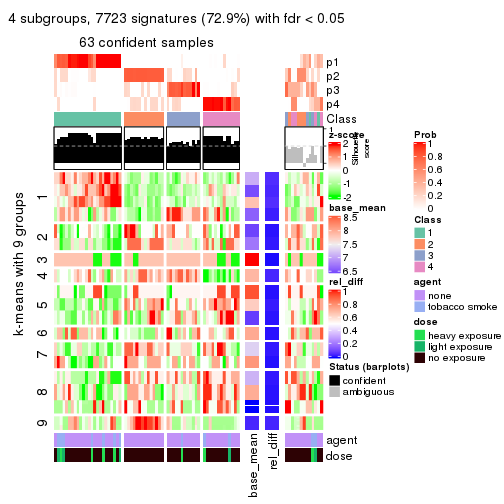 4 subgroups, 7723 signatures (72.9%) with fdr < 0.05
63 confident samples
p1
p2
p3
p4
Class
1
Silhouette
score
z-score
2
1
0
-1
-2
base_mean
8.5
8
7.5
7
6.5
rel_diff
1
0.8
0.6
0.4
0.2
0
Status (barplots)
confident
ambiguous
Prob
1
0.8
0.6
0.4
0.2
0
Class
1
2
3
4
agent
none
tobacco smoke
dose
heavy exposure
light exposure
no exposure
k-means with 9 groups
1
2
3
4
5
6
7
8
9
agent
dose
base_mean
rel_diff